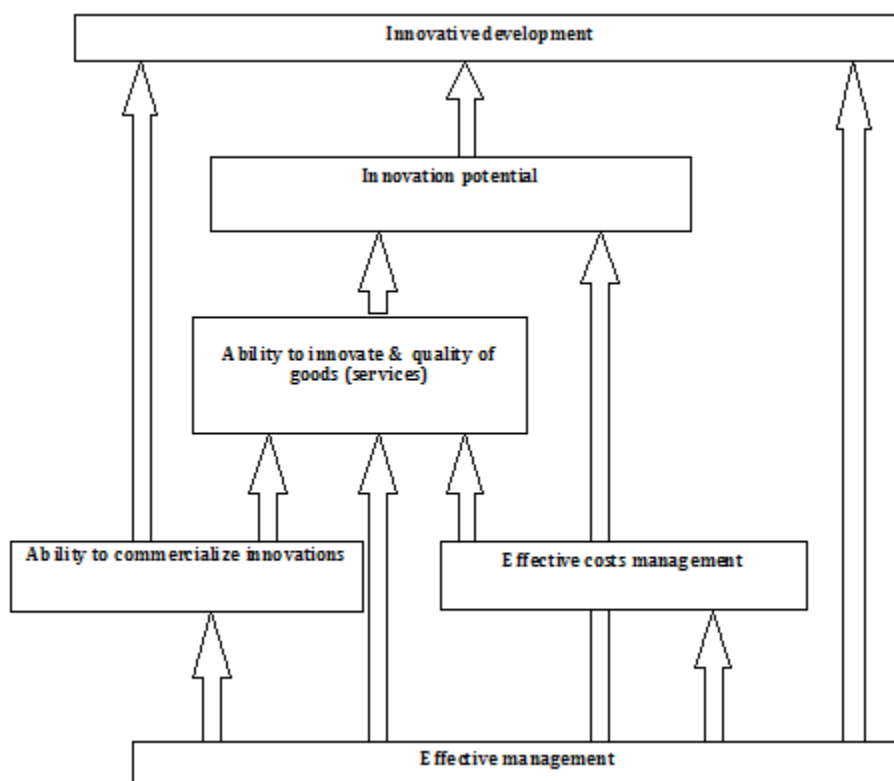 Innovative development
Innovation potential
Ability to innovate & quality of
goods (services)
Ability to commercialize innovations
Effective costs management
Effective management